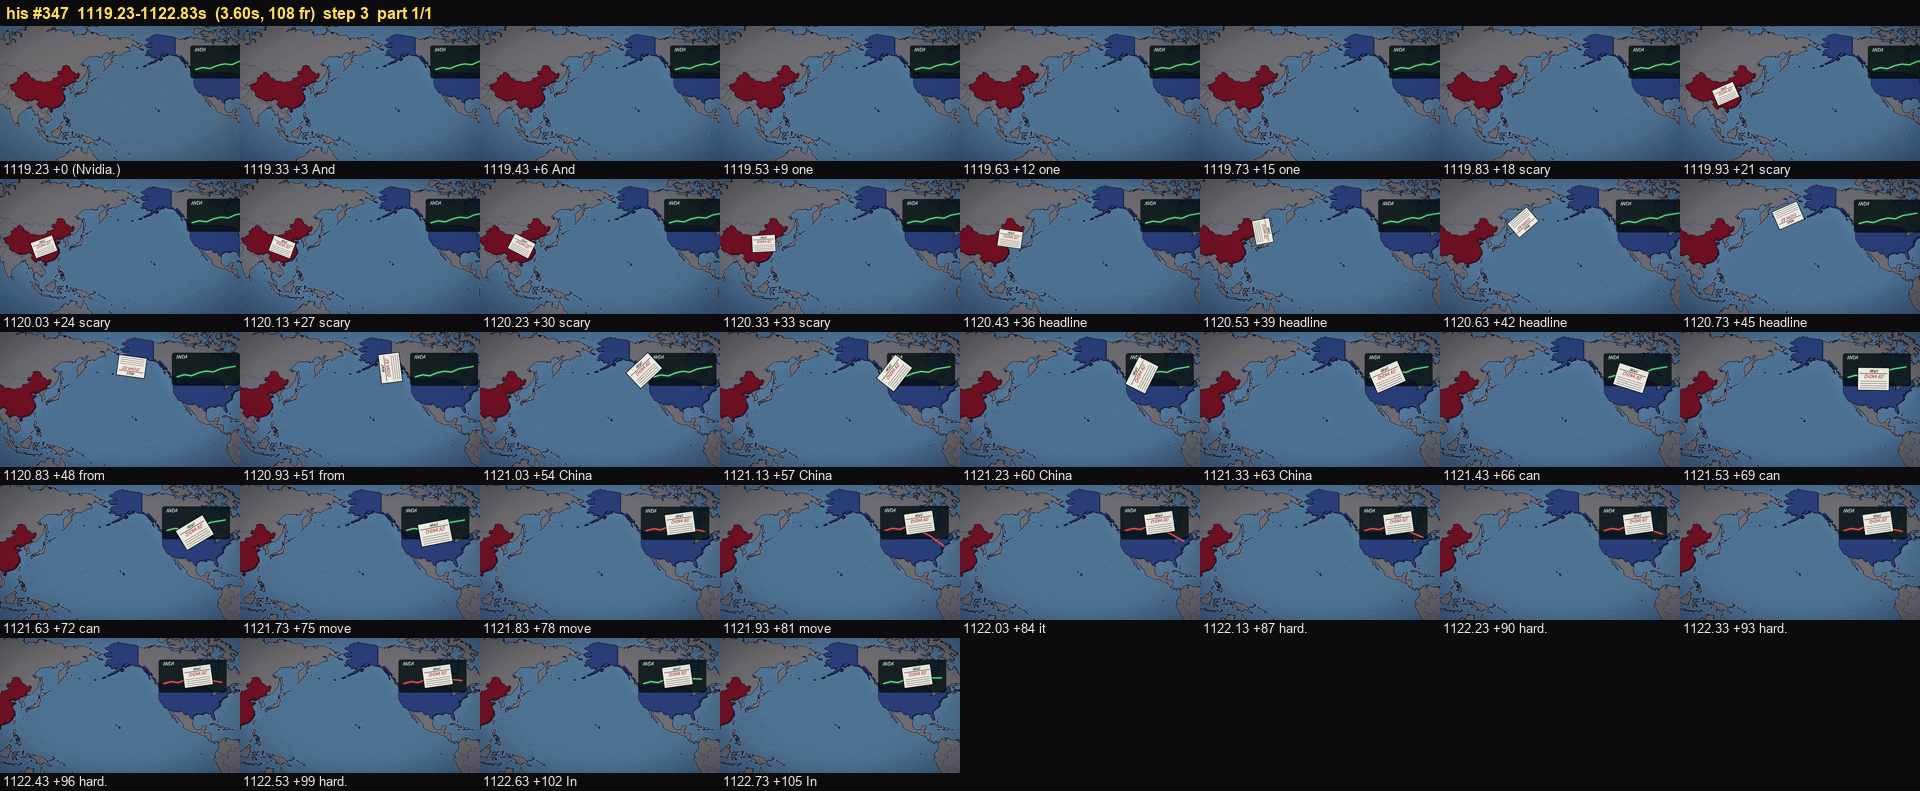 his #347 1119.23-1122.83s (3.60s, 108 fr) step 3 part 1/1
1119.23 +0 (Nvidia.)
1119.33 +3 And
1119.43 +6 And
1119.53 +9 one
1119.63 +12 one
1119.73 +15 one
1119.83 +18 scary
1119.93 +21 scary
1120.03 +24 scary
1120.13 +27 scary
1120.23 +30 scary
1120.33 +33 scary
1120.43 +36 headline
1120.53 +39 headline
1120.63 +42 headline
1120.73 +45 headline
1120.83 +48 from
1120.93 +51 from
1121.03 +54 China
1121.13 +57 China
1121.23 +60 China
1121.33 +63 China
1121.43 +66 can
1121.53 +69 can
1121.63 +72 can
1121.73 +75 move
1121.83 +78 move
1121.93 +81 move
1122.03 +84 it
1122.13 +87 hard.
1122.23 +90 hard.
1122.33 +93 hard.
1122.43 +96 hard.
1122.53 +99 hard.
1122.63 +102 In
1122.73 +105 In